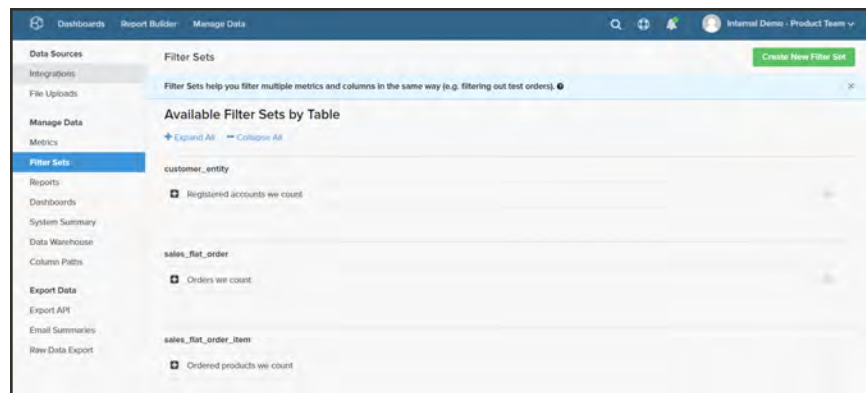 Dashboards Report Builder Manage Data Internal Demo - Product Team
Data Sources
Integrations
File Uploads
Manage Data
Metrics
Filter Sets
Reports
Dashboards
System Summary
Data Warehouse
Column Paths
Export Data
Export API
Email Summaries
Raw Data Export
Filter Sets
Create New Filter Set
Filter Sets help you filter multiple metrics and columns in the same way (e.g. filtering out test orders).
Available Filter Sets by Table
Expand All Collapse All
customer_entity
Registered accounts we count
sales_flat_order
Orders we count
sales_flat_order_item
Ordered products we count